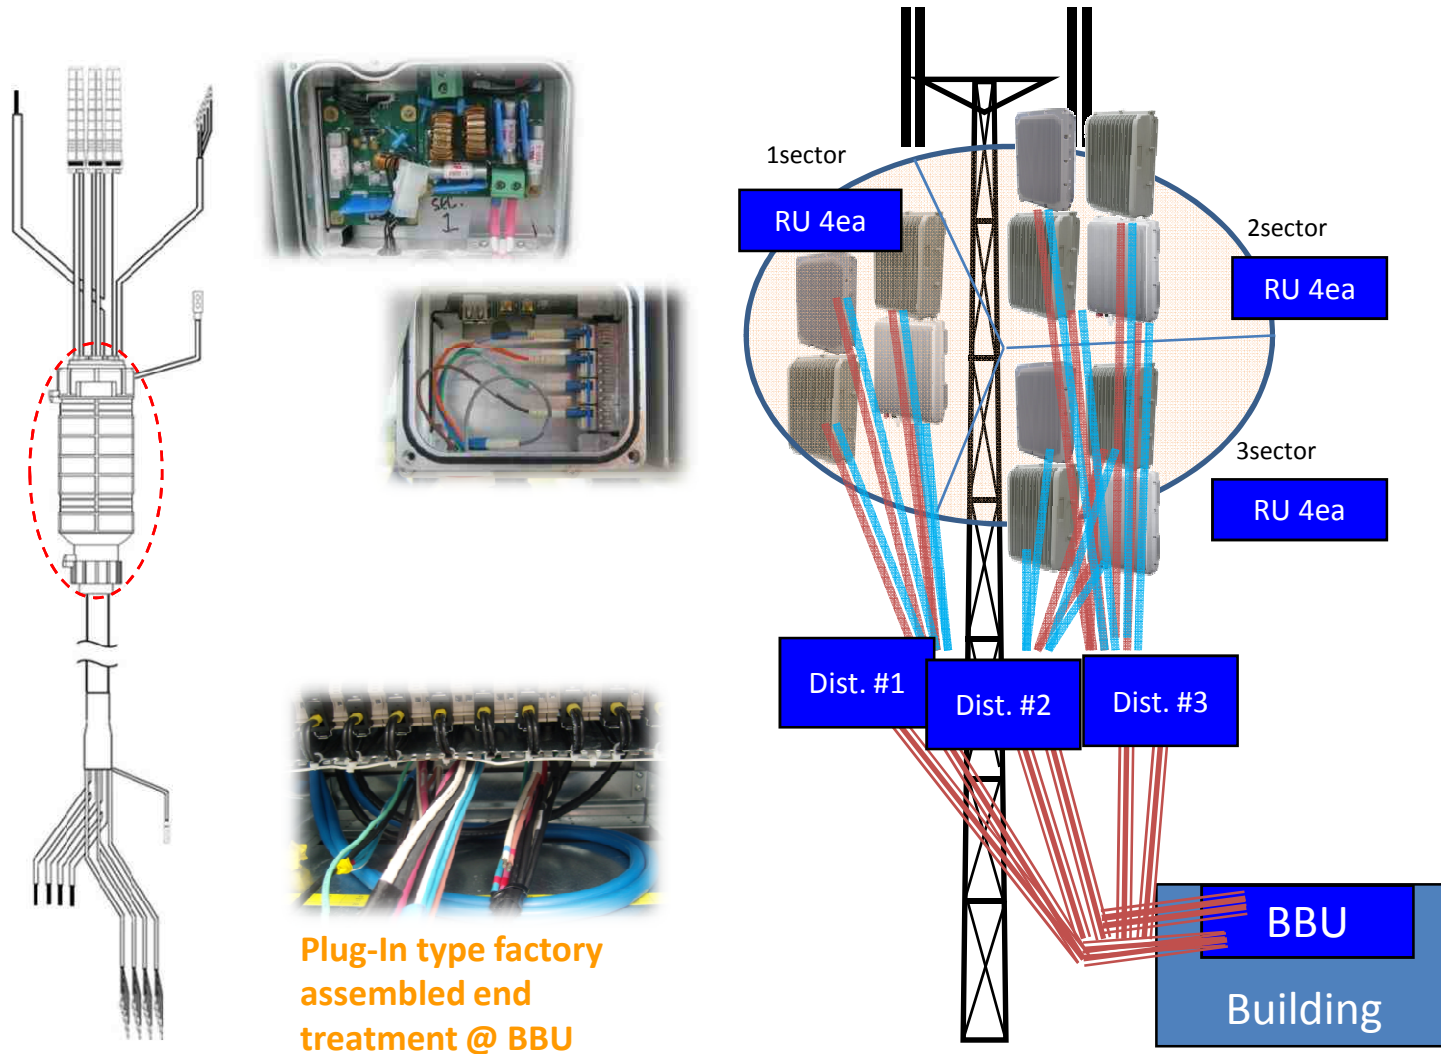 1sector
RU 4ea
2sector
RU 4ea
3sector
RU 4ea
Dist. #1
Dist. #2
Dist. #3
BBU
Building
Plug-In type factory
assembled end
treatment @ BBU